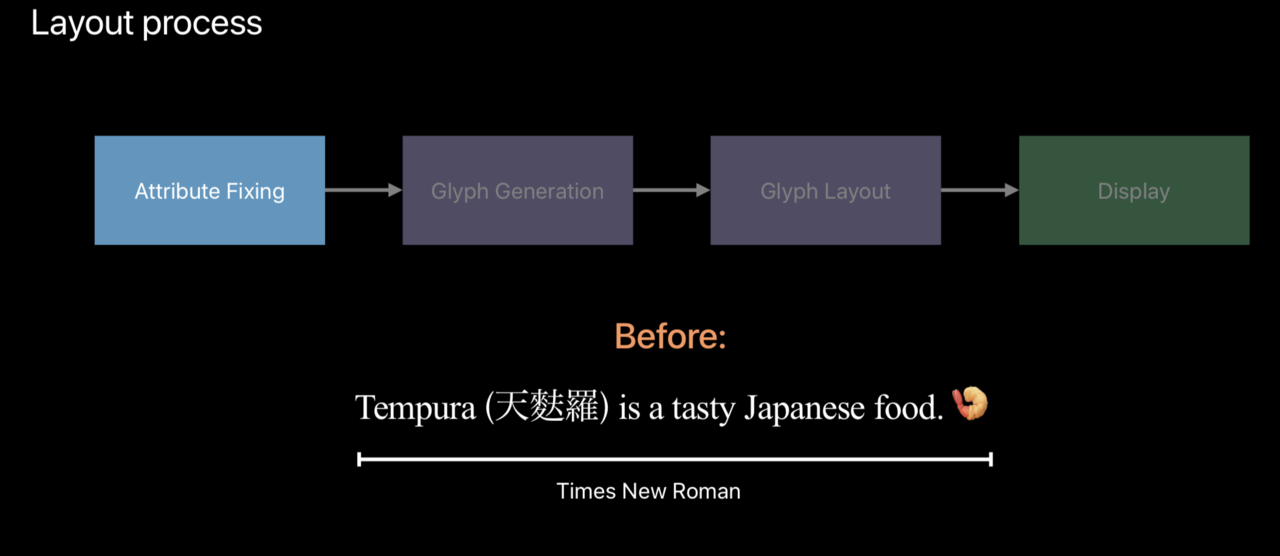 Layout process
Attribute Fixing
Glyph Generation
Glyph Layout
Display
Before:
Tempura (天麩羅) is a tasty Japanese food. 🍤
Times New Roman